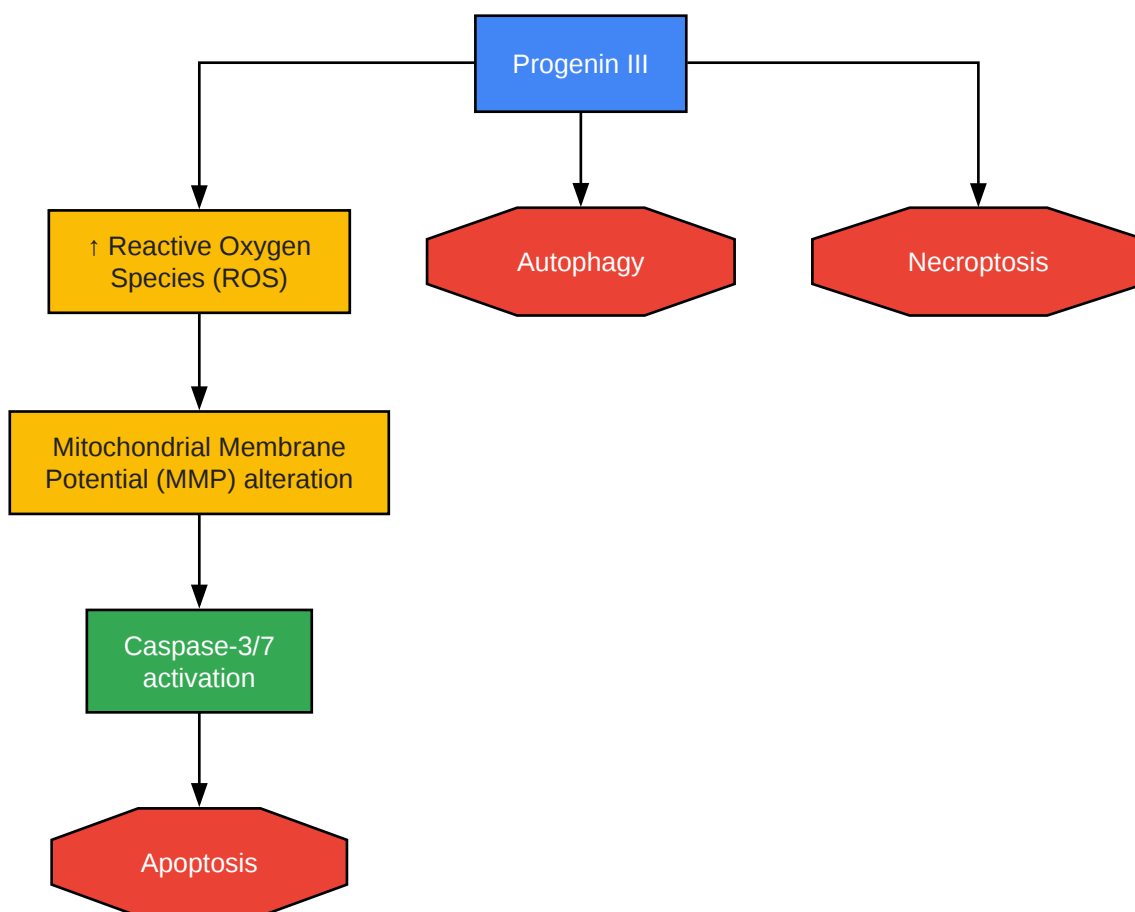 Progenin III
↑ Reactive Oxygen
Species (ROS)
Autophagy
Necroptosis
Mitochondrial Membrane
Potential (MMP) alteration
Caspase-3/7
activation
Apoptosis